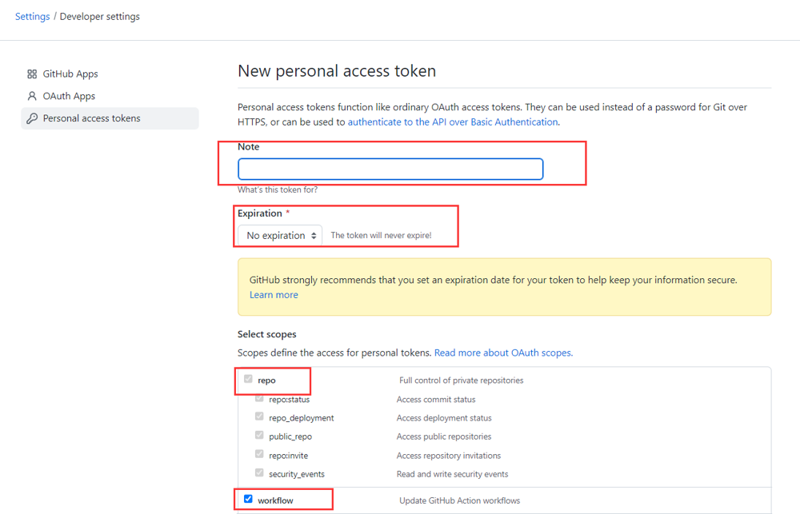 Settings / Developer settings
GitHub Apps
OAuth Apps
Personal access tokens
New personal access token
Personal access tokens function like ordinary OAuth access tokens. They can be used instead of a password for Git over
HTTPS, or can be used to authenticate to the API over Basic Authentication.
Note
What's this token for?
Expiration *
No expiration The token will never expire!
GitHub strongly recommends that you set an expiration date for your token to help keep your information secure.
Learn more
Select scopes
Scopes define the access for personal tokens. Read more about OAuth scopes.
repo Full control of private repositories
repo:status Access commit status
repo_deployment Access deployment status
public_repo Access public repositories
repo:invite Access repository invitations
security_events Read and write security events
workflow Update GitHub Action workflows